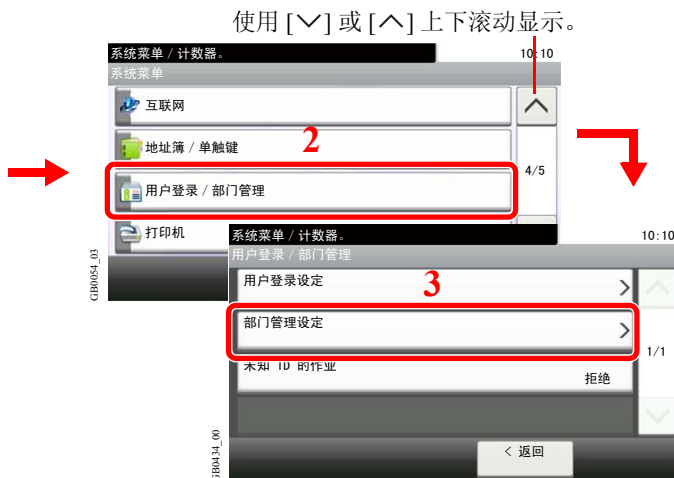 使用 [∨] 或 [∧] 上下滚动显示。
系统菜单 / 计数器。 10:10
系统菜单
互联网
地址簿 / 单触键
2
4/5
用户登录 / 部门管理
打印机
GB0054_03
系统菜单 / 计数器。 10:10
用户登录 / 部门管理
用户登录设定
3
部门管理设定
1/1
未知 ID 的作业
拒绝
< 返回
GB0434_00